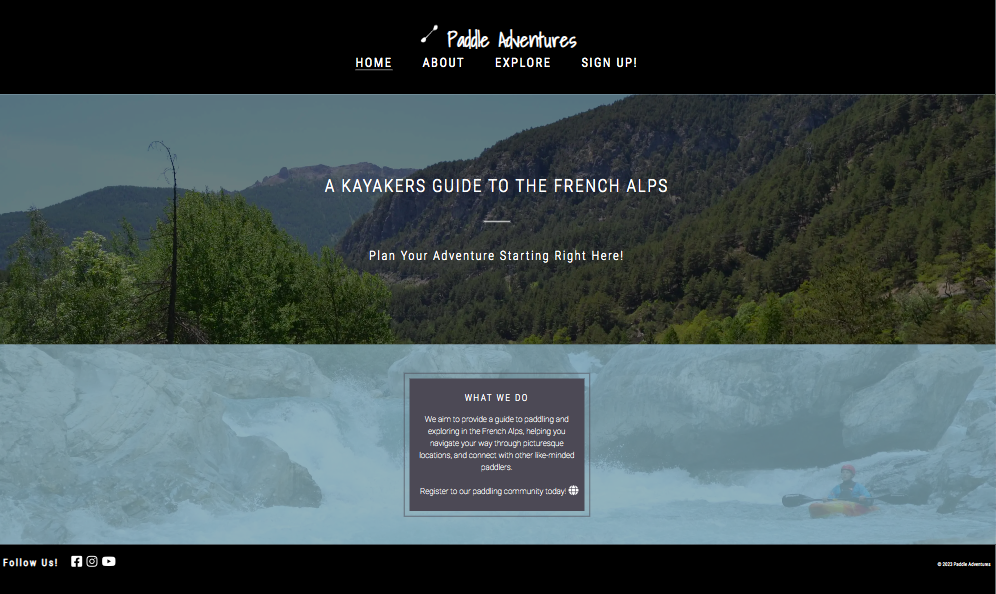 Paddle Adventures
HOME ABOUT EXPLORE SIGN UP!
A KAYAKERS GUIDE TO THE FRENCH ALPS
Plan Your Adventure Starting Right Here!
WHAT WE DO
We aim to provide a guide to paddling and
exploring in the French Alps, helping you
navigate your way through picturesque
locations, and connect with other like-minded
paddlers.
Register to our paddling community today!
Follow Us!
© 2023 Paddle Adventures